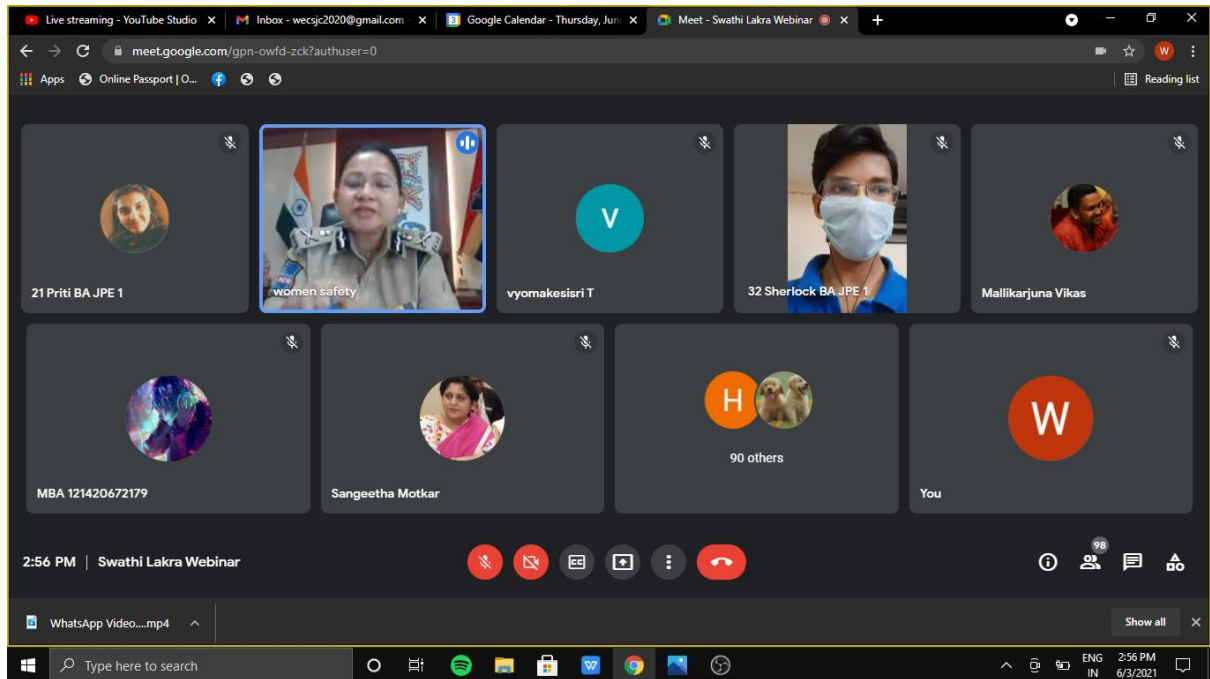 Live streaming - YouTube Studio
Inbox - wecsjc2020@gmail.com -
Google Calendar - Thursday, Jun
Meet - Swathi Lakra Webinar
meet.google.com/gpn-owfd-zck?authuser=0
W
Apps
Online Passport | O...
Reading list
21 Priti BA JPE 1
women safety
V
vyomakesisri T
32 Sherlock BA JPE 1
Mallikarjuna Vikas
MBA 121420672179
Sangeetha Motkar
H
90 others
W
You
2:56 PM | Swathi Lakra Webinar
CC
98
WhatsApp Video....mp4
Show all
Type here to search
W
ENG
IN
2:56 PM
6/3/2021